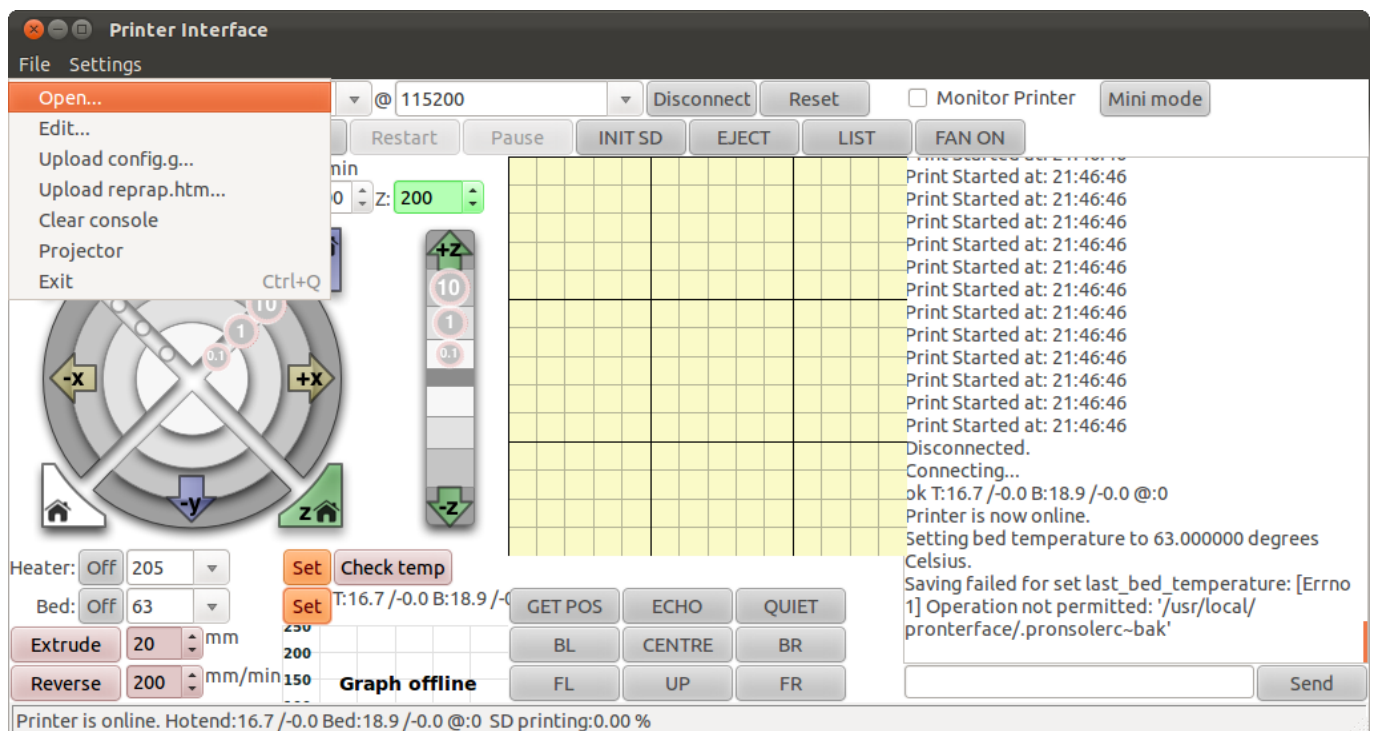 Printer Interface
File Settings
Open...
Edit...
Upload config.g...
Upload reprap.htm...
Clear console
Projector
Exit Ctrl+Q
@ 115200 Disconnect Reset Monitor Printer Mini mode
Restart Pause INIT SD EJECT LIST FAN ON
Z: 200
+Z
10
1
0.1
-Z
10
1
0.1
-x
+x
-y
z
Heater: Off 205 Set Check temp
Bed: Off 63 Set T:16.7 /-0.0 B:18.9 /-0
Extrude 20 mm
Reverse 200 mm/min
250
200
150
Graph offline
GET POS ECHO QUIET
BL CENTRE BR
FL UP FR
Print Started at: 21:46:46
Print Started at: 21:46:46
Print Started at: 21:46:46
Print Started at: 21:46:46
Print Started at: 21:46:46
Print Started at: 21:46:46
Print Started at: 21:46:46
Print Started at: 21:46:46
Print Started at: 21:46:46
Print Started at: 21:46:46
Print Started at: 21:46:46
Print Started at: 21:46:46
Print Started at: 21:46:46
Disconnected.
Connecting...
ok T:16.7 /-0.0 B:18.9 /-0.0 @:0
Printer is now online.
Setting bed temperature to 63.000000 degrees
Celsius.
Saving failed for set last_bed_temperature: [Errno
1] Operation not permitted: '/usr/local/
pronterface/.pronsolerc~bak'
Send
Printer is online. Hotend:16.7 /-0.0 Bed:18.9 /-0.0 @:0 SD printing:0.00 %